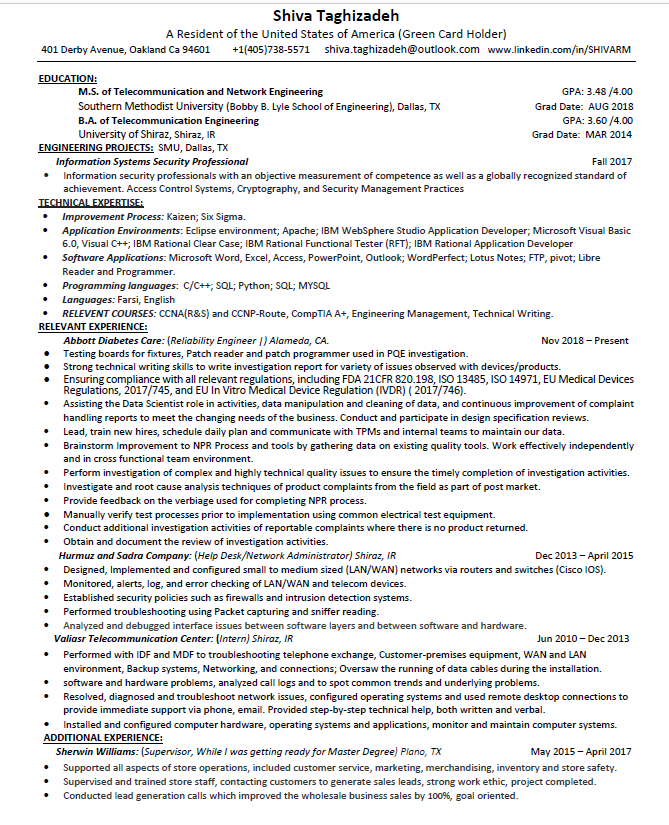 Shiva Taghizadeh
A Resident of the United States of America (Green Card Holder)
401 Derby Avenue, Oakland Ca 94601 +1(405)738-5571 shiva.taghizadeh@outlook.com www.linkedin.com/in/SHIVARM
EDUCATION:
M.S. of Telecommunication and Network Engineering GPA: 3.48 /4.00
Southern Methodist University (Bobby B. Lyle School of Engineering), Dallas, TX Grad Date: AUG 2018
B.A. of Telecommunication Engineering GPA: 3.60 /4.00
University of Shiraz, Shiraz, IR Grad Date: MAR 2014
ENGINEERING PROJECTS: SMU, Dallas, TX
Information Systems Security Professional Fall 2017
• Information security professionals with an objective measurement of competence as well as a globally recognized standard of
achievement. Access Control Systems, Cryptography, and Security Management Practices
TECHNICAL EXPERTISE:
• Improvement Process: Kaizen; Six Sigma.
• Application Environments: Eclipse environment; Apache; IBM WebSphere Studio Application Developer; Microsoft Visual Basic
6.0, Visual C++; IBM Rational Clear Case; IBM Rational Functional Tester (RFT); IBM Rational Application Developer
• Software Applications: Microsoft Word, Excel, Access, PowerPoint, Outlook; WordPerfect; Lotus Notes; FTP, pivot; Libre
Reader and Programmer.
• Programming languages: C/C++; SQL; Python; SQL; MYSQL
• Languages: Farsi, English
• RELEVENT COURSES: CCNA(R&S) and CCNP-Route, CompTIA A+, Engineering Management, Technical Writing.
RELEVANT EXPERIENCE:
Abbott Diabetes Care: (Reliability Engineer |) Alameda, CA. Nov 2018 – Present
• Testing boards for fixtures, Patch reader and patch programmer used in PQE investigation.
• Strong technical writing skills to write investigation report for variety of issues observed with devices/products.
• Ensuring compliance with all relevant regulations, including FDA 21CFR 820.198, ISO 13485, ISO 14971, EU Medical Devices
Regulations, 2017/745, and EU In Vitro Medical Device Regulation (IVDR) ( 2017/746).
• Assisting the Data Scientist role in activities, data manipulation and cleaning of data, and continuous improvement of complaint
handling reports to meet the changing needs of the business. Conduct and participate in design specification reviews.
• Lead, train new hires, schedule daily plan and communicate with TPMs and internal teams to maintain our data.
• Brainstorm Improvement to NPR Process and tools by gathering data on existing quality tools. Work effectively independently
and in cross functional team environment.
• Perform investigation of complex and highly technical quality issues to ensure the timely completion of investigation activities.
• Investigate and root cause analysis techniques of product complaints from the field as part of post market.
• Provide feedback on the verbiage used for completing NPR process.
• Manually verify test processes prior to implementation using common electrical test equipment.
• Conduct additional investigation activities of reportable complaints where there is no product returned.
• Obtain and document the review of investigation activities.
Hurmuz and Sadra Company: (Help Desk/Network Administrator) Shiraz, IR Dec 2013 – April 2015
• Designed, Implemented and configured small to medium sized (LAN/WAN) networks via routers and switches (Cisco IOS).
• Monitored, alerts, log, and error checking of LAN/WAN and telecom devices.
• Established security policies such as firewalls and intrusion detection systems.
• Performed troubleshooting using Packet capturing and sniffer reading.
• Analyzed and debugged interface issues between software layers and between software and hardware.
Valiasr Telecommunication Center: (Intern) Shiraz, IR Jun 2010 – Dec 2013
• Performed with IDF and MDF to troubleshooting telephone exchange, Customer-premises equipment, WAN and LAN
environment, Backup systems, Networking, and connections; Oversaw the running of data cables during the installation.
• software and hardware problems, analyzed call logs and to spot common trends and underlying problems.
• Resolved, diagnosed and troubleshoot network issues, configured operating systems and used remote desktop connections to
provide immediate support via phone, email. Provided step-by-step technical help, both written and verbal.
• Installed and configured computer hardware, operating systems and applications, monitor and maintain computer systems.
ADDITIONAL EXPERIENCE:
Sherwin Williams: (Supervisor, While I was getting ready for Master Degree) Plano, TX May 2015 – April 2017
• Supported all aspects of store operations, included customer service, marketing, merchandising, inventory and store safety.
• Supervised and trained store staff, contacting customers to generate sales leads, strong work ethic, project completed.
• Conducted lead generation calls which improved the wholesale business sales by 100%, goal oriented.